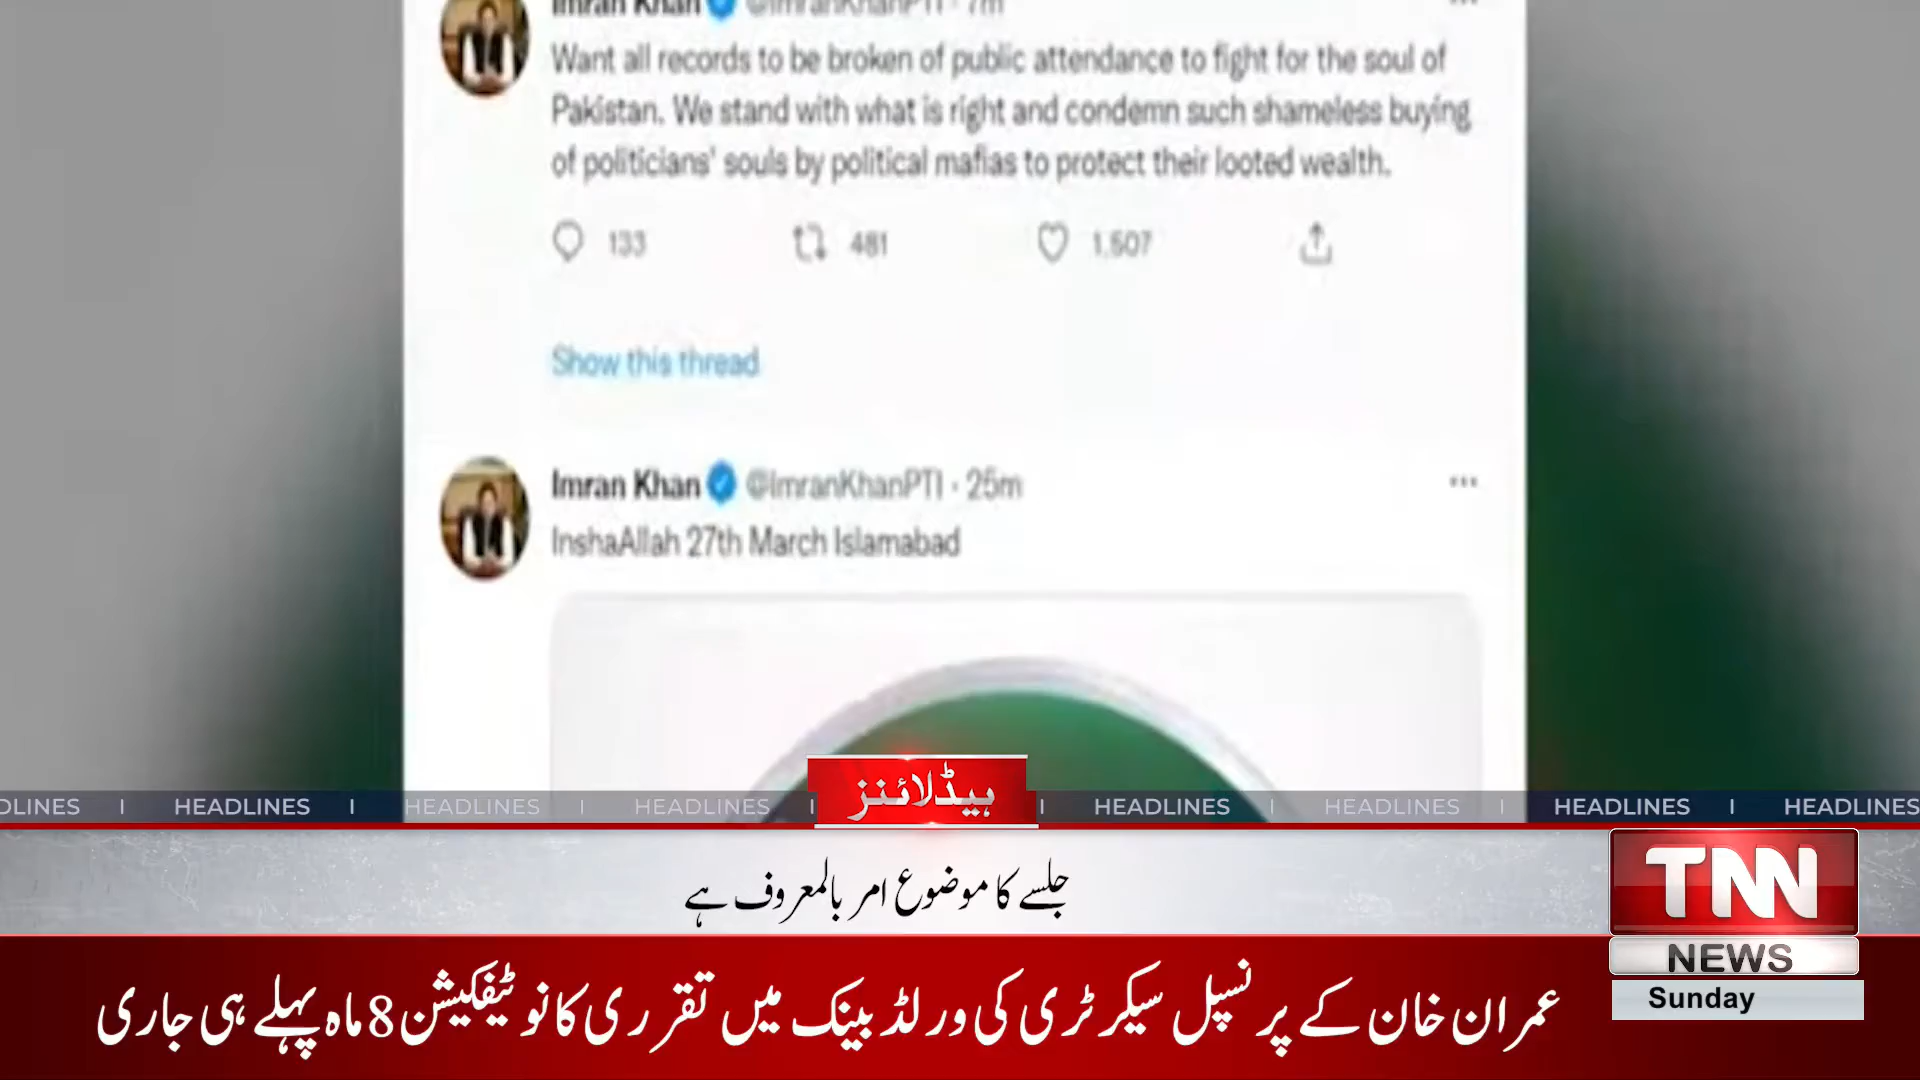 Imran Khan @ImranKhanPTI · 7m
Want all records to be broken of public attendance to fight for the soul of
Pakistan. We stand with what is right and condemn such shameless buying
of politicians' souls by political mafias to protect their looted wealth.
133 481 1,507
Show this thread
Imran Khan @ImranKhanPTI · 25m
InshaAllah 27th March Islamabad
ہیڈلائنز
DLINES | HEADLINES | HEADLINES | HEADLINES | HEADLINES | HEADLINES | HEADLINES | HEADLINES
جلسے کا موضوع امر بالمعروف ہے
TNN
NEWS
Sunday
عمران خان کے پرنسپل سیکرٹری کی ورلڈ بینک میں تقرری کا نوٹیفکیشن 8 ماہ پہلے ہی جاری